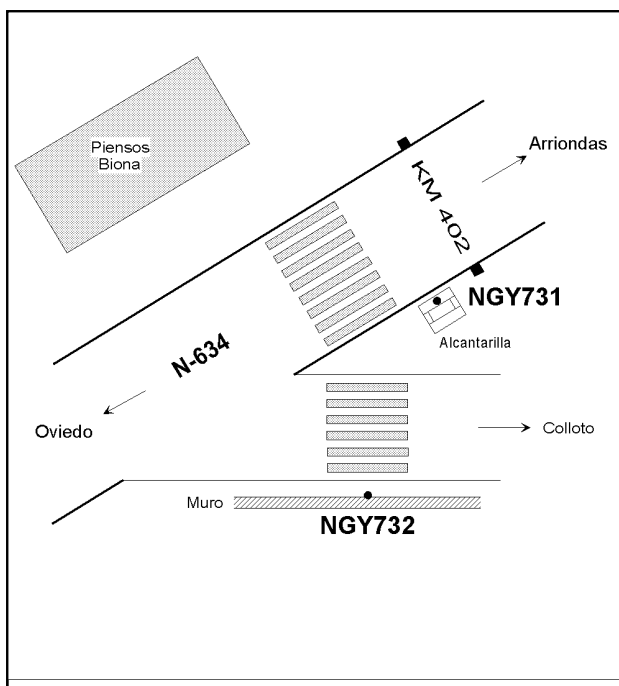 Piensos
Biona
Arriondas
KM 402
NGY731
Alcantarilla
N-634
Oviedo
Colloto
Muro
NGY732